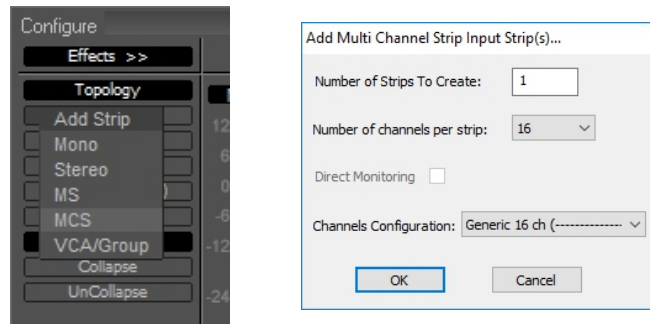 Configure
Effects >>
Topology
Add Strip
Mono
Stereo
MS
MCS
VCA/Group
Collapse
UnCollapse
12
6
0
-6
-12
-24
Add Multi Channel Strip Input Strip(s)...
Number of Strips To Create: 1
Number of channels per strip: 16
Direct Monitoring
Channels Configuration: Generic 16 ch (--------------
OK Cancel